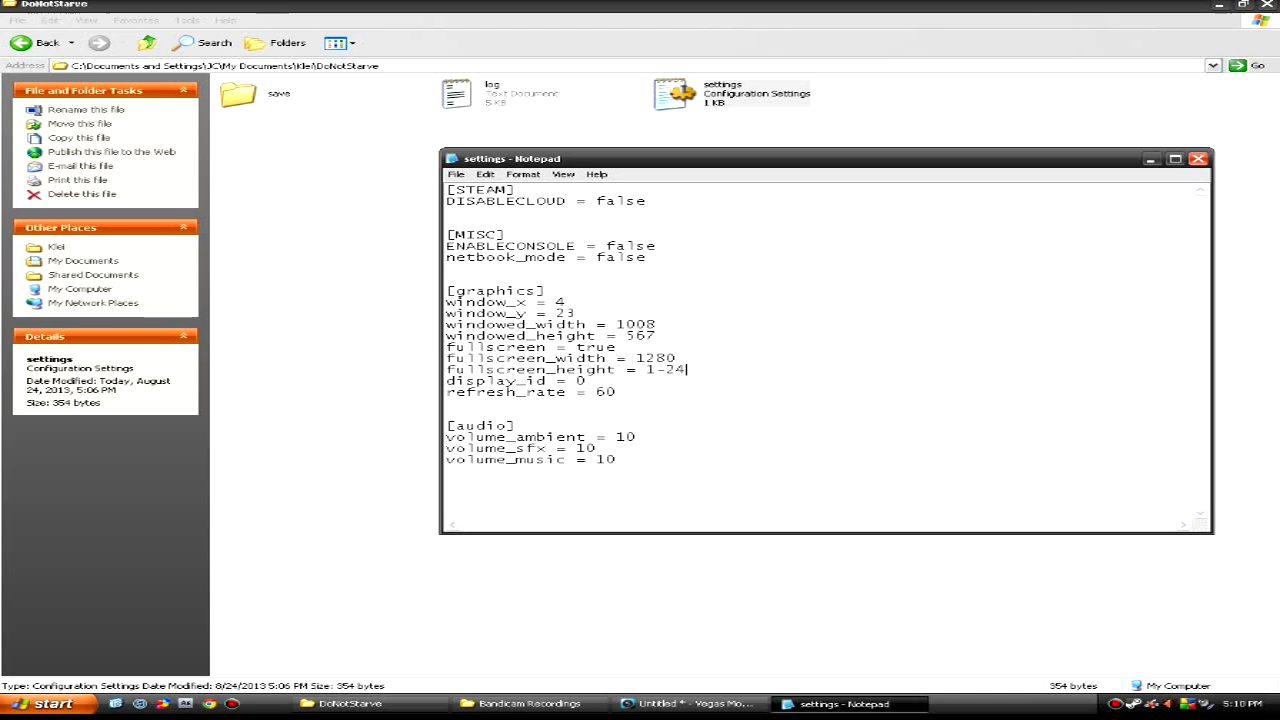 DoNotStarve
File Edit View Favorites Tools Help
Back Search Folders
Address C:\Documents and Settings\JC\My Documents\Klei\DoNotStarve Go
File and Folder Tasks
Rename this file
Move this file
Copy this file
Publish this file to the Web
E-mail this file
Print this file
Delete this file
Other Places
Klei
My Documents
Shared Documents
My Computer
My Network Places
Details
settings
Configuration Settings
Date Modified: Today, August
24, 2013, 5:06 PM
Size: 354 bytes
save
log
Text Document
5 KB
settings
Configuration Settings
1 KB
settings - Notepad
File Edit Format View Help
[STEAM]
DISABLECLOUD = false
[MISC]
ENABLECONSOLE = false
netbook_mode = false
[graphics]
window_x = 4
window_y = 23
windowed_width = 1008
windowed_height = 567
fullscreen = true
fullscreen_width = 1280
fullscreen_height = 1-24
display_id = 0
refresh_rate = 60
[audio]
volume_ambient = 10
volume_sfx = 10
volume_music = 10
Type: Configuration Settings Date Modified: 8/24/2013 5:06 PM Size: 354 bytes 354 bytes My Computer
start DoNotStarve Bandicam Recordings Untitled * - Vegas Mo... settings - Notepad 5:10 PM